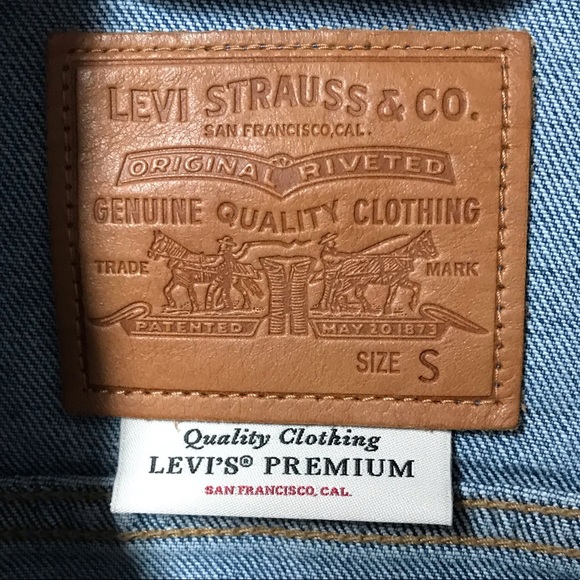 LEVI STRAUSS & CO.
SAN FRANCISCO, CAL.
ORIGINAL RIVETED
GENUINE QUALITY CLOTHING
TRADE MARK
PATENTED MAY 20 1873
SIZE S
Quality Clothing
LEVI'S® PREMIUM
SAN FRANCISCO, CAL.